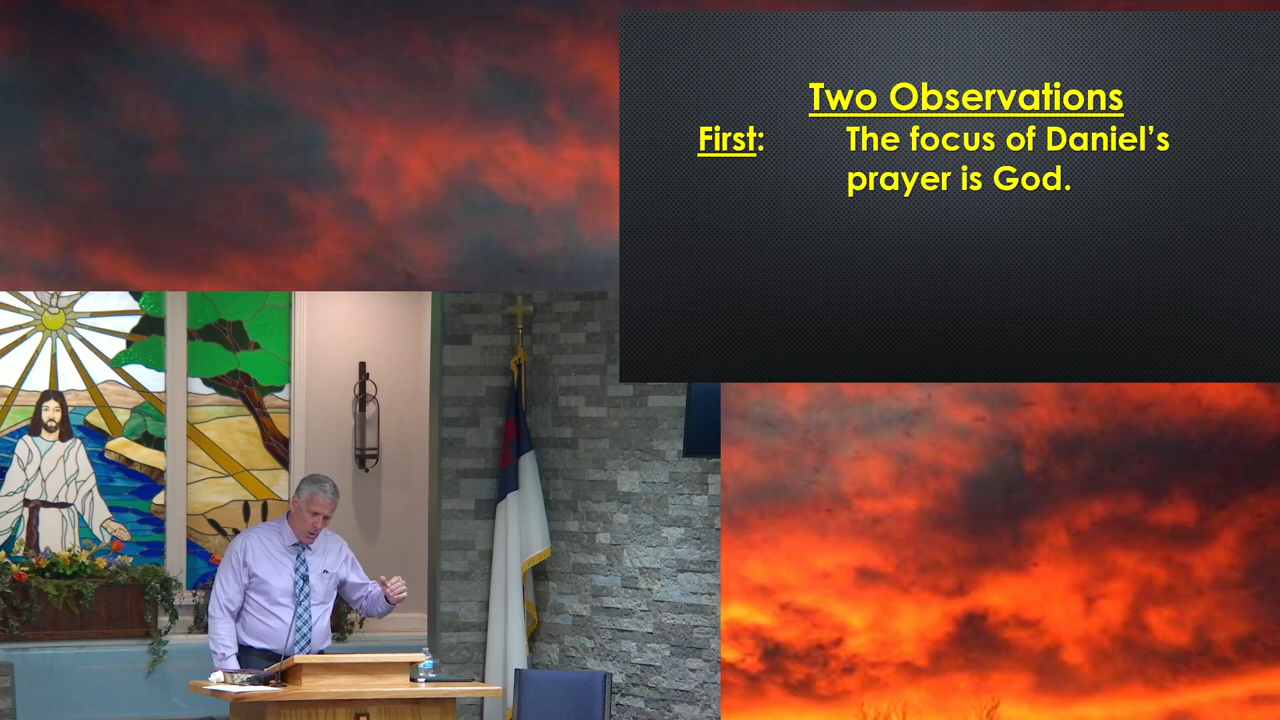 Two Observations
First: The focus of Daniel’s
prayer is God.